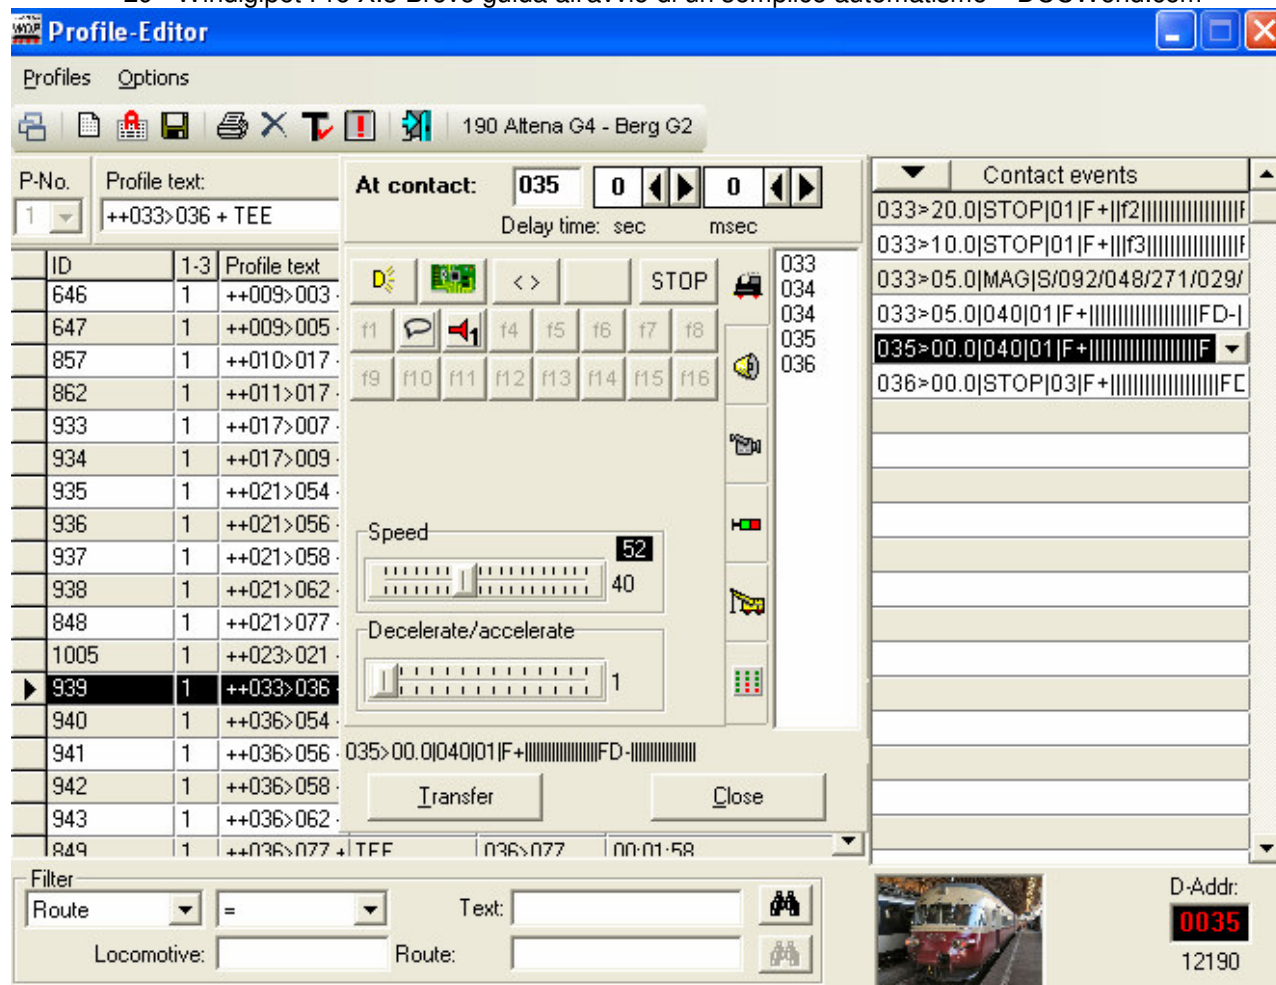 WDP Profile-Editor
Profiles Options
190 Altena G4 - Berg G2
P-No. Profile text:
1 ++033>036 + TEE
ID 1-3 Profile text
646 1 ++009>003
647 1 ++009>005
857 1 ++010>017
862 1 ++011>017
933 1 ++017>007
934 1 ++017>009
935 1 ++021>054
936 1 ++021>056
937 1 ++021>058
938 1 ++021>062
848 1 ++021>077
1005 1 ++023>021
939 1 ++033>036
940 1 ++036>054
941 1 ++036>056
942 1 ++036>058
943 1 ++036>062
849 1 ++036>077 + TEE 036>077 00:01:58
At contact: 035 0 0
Delay time: sec msec
< > STOP
f1 1 f4 f5 f6 f7 f8
f9 f10 f11 f12 f13 f14 f15 f16
033
034
034
035
036
Speed
52
40
Decelerate/accelerate
1
035>00.0|040|01|F+||||||||||||||||||FD-||||||||||||||||
Transfer Close
Contact events
033>20.0|STOP|01|F+||f2||||||||||||||||||F
033>10.0|STOP|01|F+|||f3|||||||||||||||||F
033>05.0|MAG|S/092/048/271/029/
033>05.0|040|01|F+||||||||||||||||||FD-|
035>00.0|040|01|F+||||||||||||||||||F
036>00.0|STOP|03|F+||||||||||||||||||FD
Filter
Route = Text:
Locomotive: Route:
D-Addr:
0035
12190